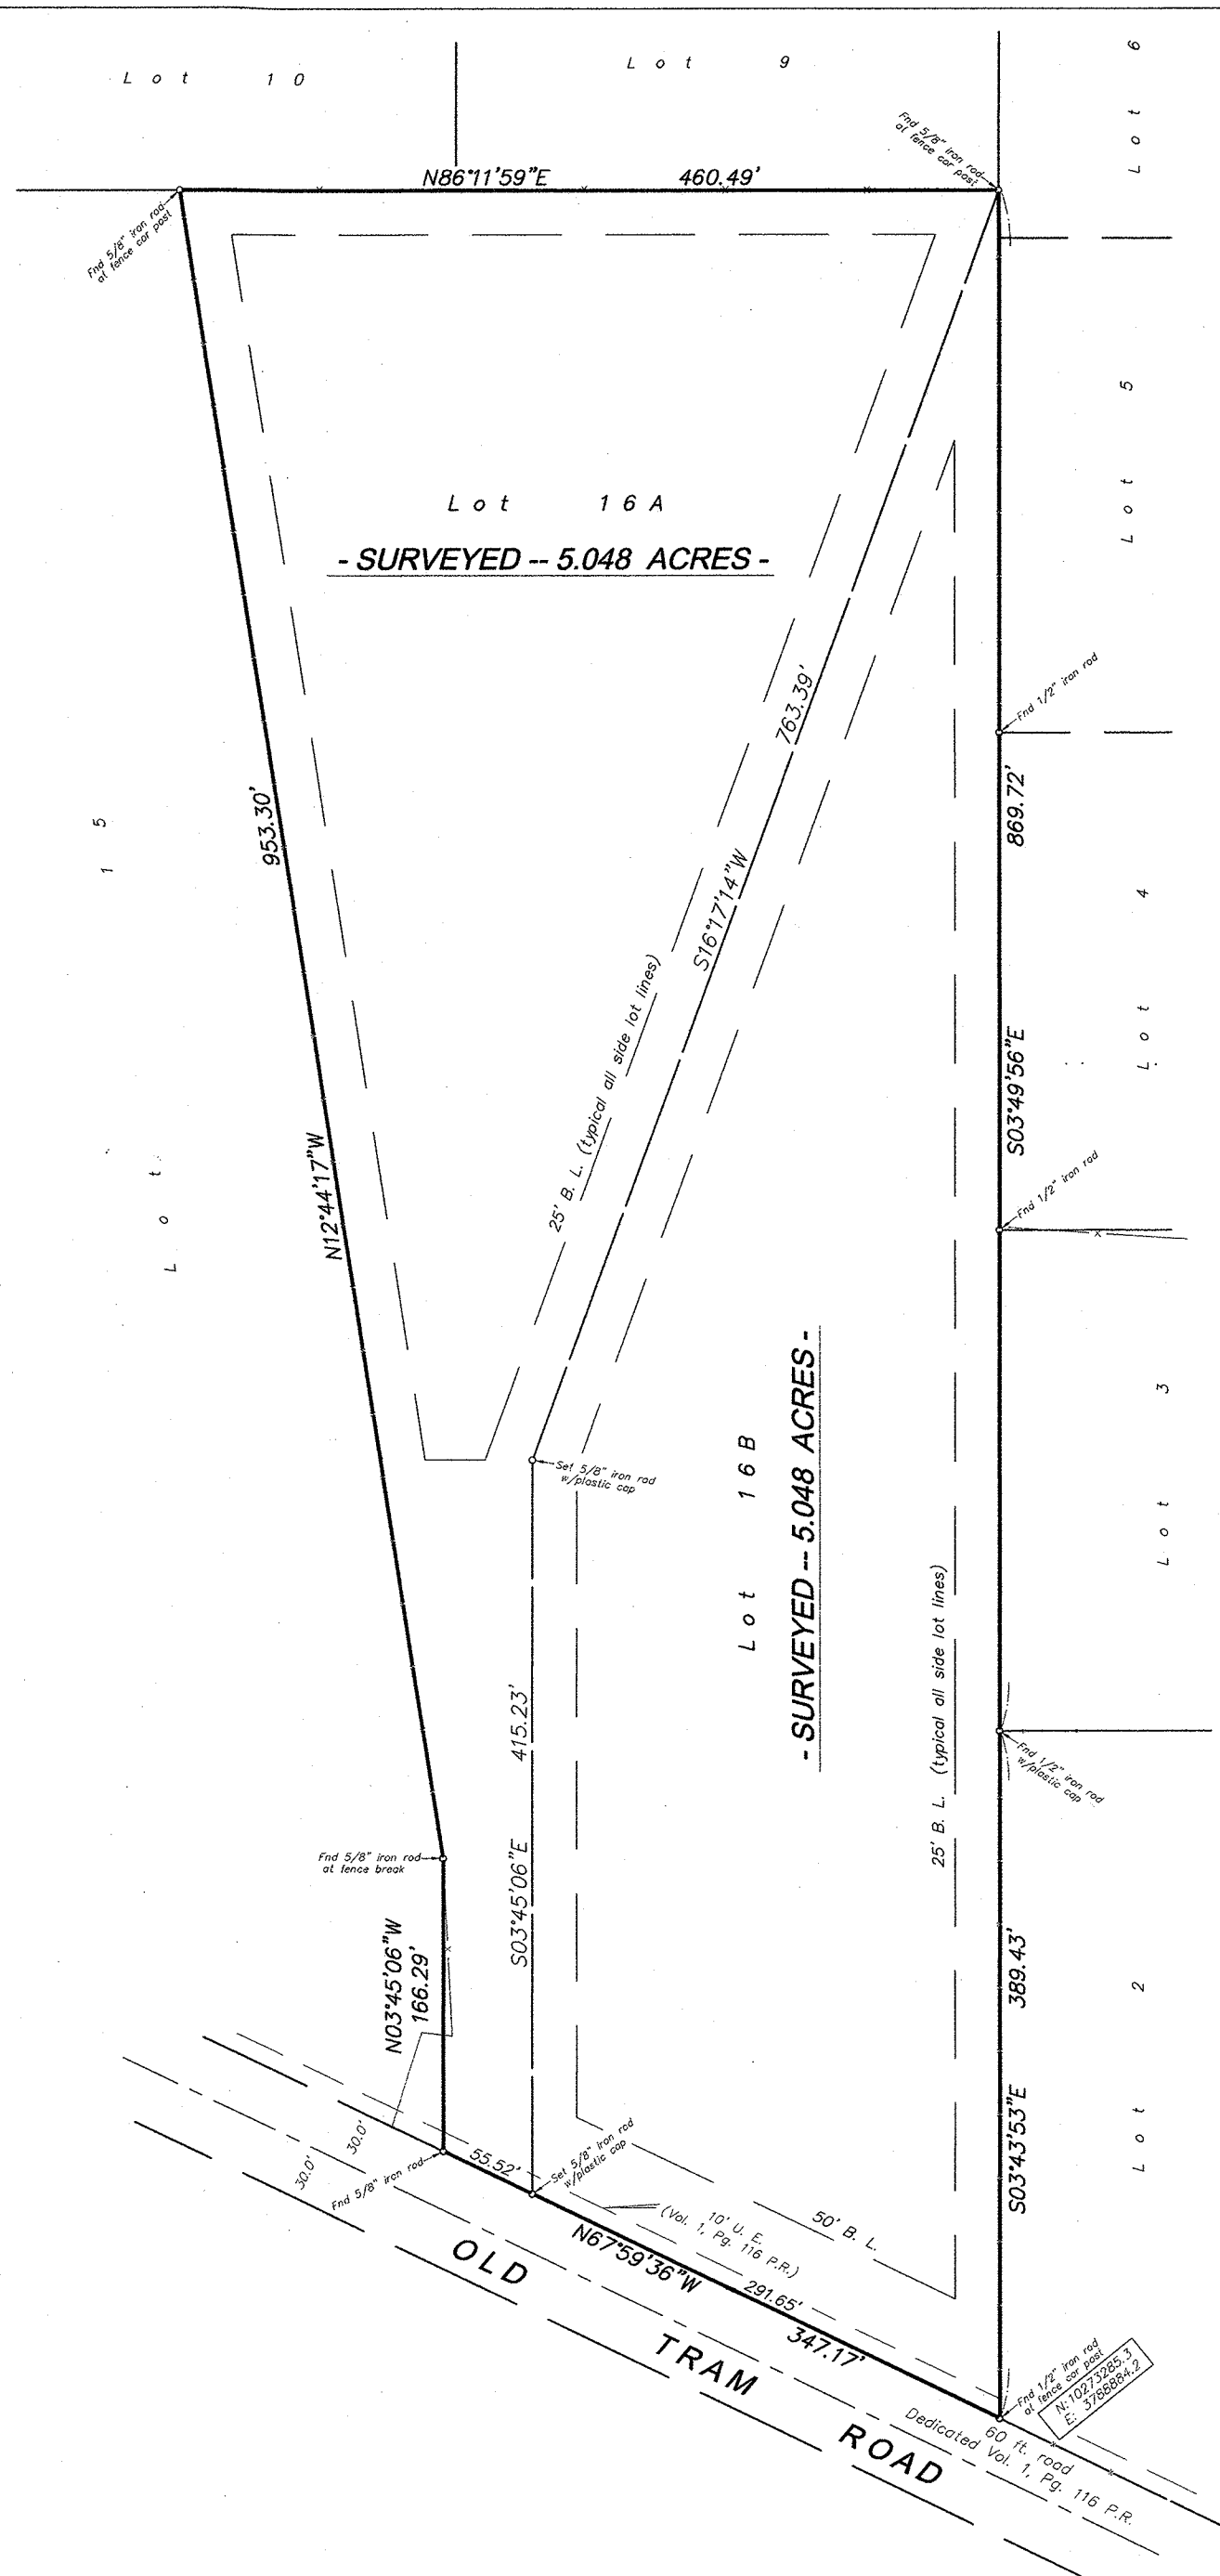 Lot 10
Lot 9
Lot 6
Fnd 5/8" iron rod
at fence cor post
N86°11'59"E 460.49'
Fnd 5/8" iron rod
at fence cor post
Lot 5
Lot 16A
- SURVEYED -- 5.048 ACRES -
Fnd 1/2" iron rod
763.39'
S16°17'14"W
869.72'
S03°49'56"E
953.30'
N12°44'17"W
Lot 15
Lot 4
25' B. L. (typical all side lot lines)
Fnd 1/2" iron rod
Lot 16B
- SURVEYED -- 5.048 ACRES -
Lot 3
Set 5/8" iron rod
w/plastic cap
25' B. L. (typical all side lot lines)
415.23'
S03°45'06"E
Fnd 1/2" iron rod
w/plastic cap
Fnd 5/8" iron rod
at fence break
N03°45'06"W
166.29'
389.43'
S03°43'53"E
Lot 2
30.0'
30.0'
Fnd 5/8" iron rod
55.52'
Set 5/8" iron rod
w/plastic cap
10' U. E.
(Vol. 1, Pg. 116 P.R.)
50' B. L.
N67°59'36"W
291.65'
347.17'
OLD TRAM ROAD
Fnd 1/2" iron rod
at fence cor post
N: 10273285.3
E: 3788884.2
60 ft. road
Dedicated Vol. 1, Pg. 116 P.R.